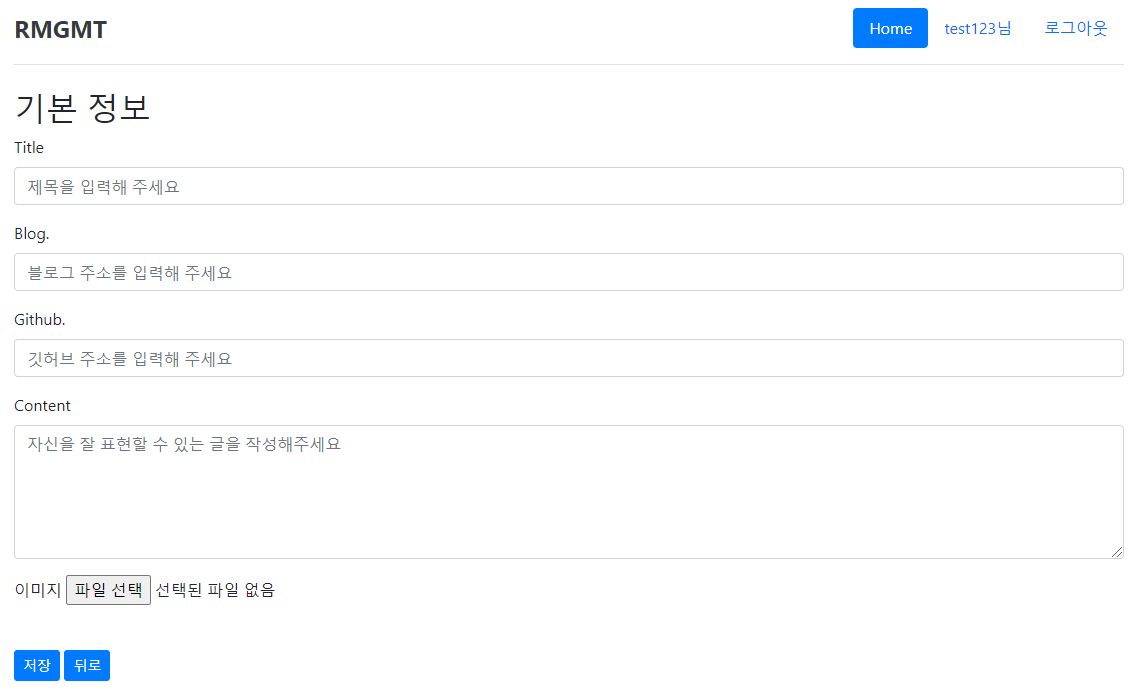 RMGMT Home test123님 로그아웃
기본 정보
Title
제목을 입력해 주세요
Blog.
블로그 주소를 입력해 주세요
Github.
깃허브 주소를 입력해 주세요
Content
자신을 잘 표현할 수 있는 글을 작성해주세요
이미지 파일 선택 선택된 파일 없음
저장 뒤로